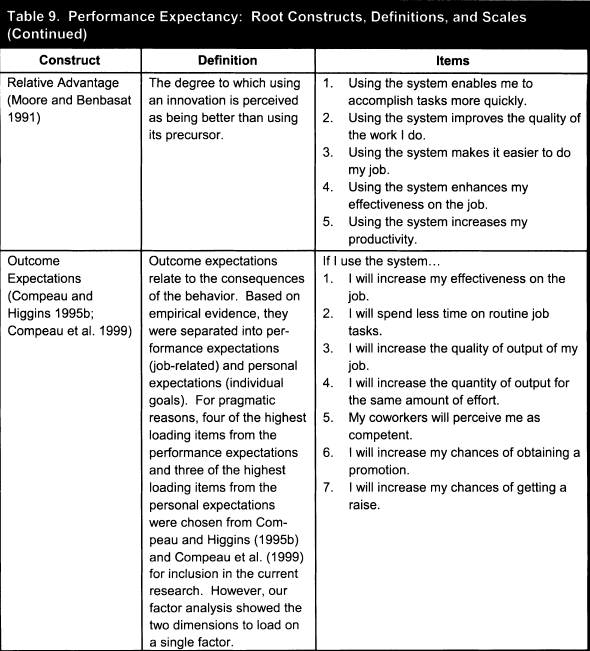 Table 9. Performance Expectancy: Root Constructs, Definitions, and Scales
(Continued)
Construct
Definition
Items
Relative Advantage
(Moore and Benbasat
1991)
The degree to which using
an innovation is perceived
as being better than using
its precursor.
1. Using the system enables me to
accomplish tasks more quickly.
2. Using the system improves the quality of
the work I do.
3. Using the system makes it easier to do
my job.
4. Using the system enhances my
effectiveness on the job.
5. Using the system increases my
productivity.
Outcome
Expectations
(Compeau and
Higgins 1995b;
Compeau et al. 1999)
Outcome expectations
relate to the consequences
of the behavior. Based on
empirical evidence, they
were separated into per-
formance expectations
(job-related) and personal
expectations (individual
goals). For pragmatic
reasons, four of the highest
loading items from the
performance expectations
and three of the highest
loading items from the
personal expectations
were chosen from Com-
peau and Higgins (1995b)
and Compeau et al. (1999)
for inclusion in the current
research. However, our
factor analysis showed the
two dimensions to load on
a single factor.
If I use the system…
1. I will increase my effectiveness on the
job.
2. I will spend less time on routine job
tasks.
3. I will increase the quality of output of my
job.
4. I will increase the quantity of output for
the same amount of effort.
5. My coworkers will perceive me as
competent.
6. I will increase my chances of obtaining a
promotion.
7. I will increase my chances of getting a
raise.